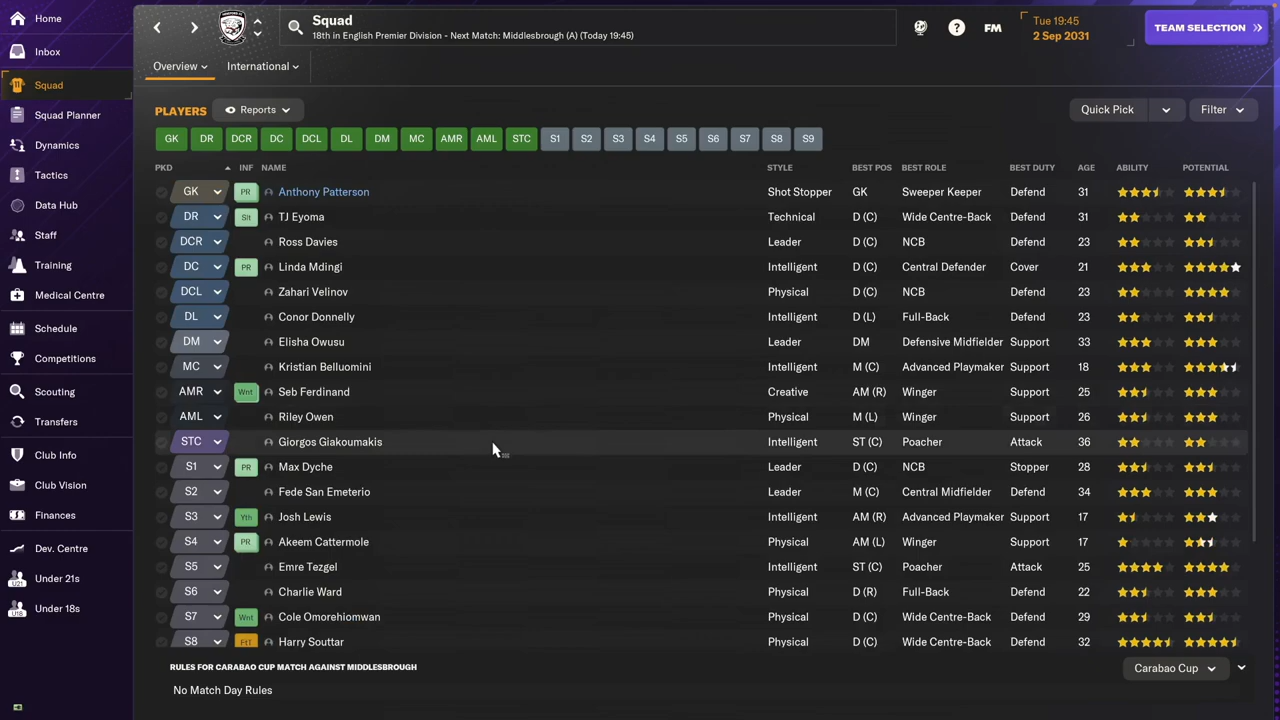 Home
Inbox
Squad
Squad Planner
Dynamics
Tactics
Data Hub
Staff
Training
Medical Centre
Schedule
Competitions
Scouting
Transfers
Club Info
Club Vision
Finances
Dev. Centre
U21 Under 21s
U18 Under 18s
Squad
18th in English Premier Division - Next Match: Middlesbrough (A) (Today 19:45)
? FM
Tue 19:45
2 Sep 2031
TEAM SELECTION
Overview International
PLAYERS Reports Quick Pick Filter
GK DR DCR DC DCL DL DM MC AMR AML STC S1 S2 S3 S4 S5 S6 S7 S8 S9
PKD INF NAME STYLE BEST POS BEST ROLE BEST DUTY AGE ABILITY POTENTIAL
GK PR Anthony Patterson Shot Stopper GK Sweeper Keeper Defend 31
DR Slt TJ Eyoma Technical D (C) Wide Centre-Back Defend 31
DCR Ross Davies Leader D (C) NCB Defend 23
DC PR Linda Mdingi Intelligent D (C) Central Defender Cover 21
DCL Zahari Velinov Physical D (C) NCB Defend 23
DL Conor Donnelly Intelligent D (L) Full-Back Defend 23
DM Elisha Owusu Leader DM Defensive Midfielder Support 33
MC Kristian Belluomini Intelligent M (C) Advanced Playmaker Support 18
AMR Wnt Seb Ferdinand Creative AM (R) Winger Support 25
AML Riley Owen Physical M (L) Winger Support 26
STC Giorgos Giakoumakis Intelligent ST (C) Poacher Attack 36
S1 PR Max Dyche Leader D (C) NCB Stopper 28
S2 Fede San Emeterio Leader M (C) Central Midfielder Defend 34
S3 Yth Josh Lewis Intelligent AM (R) Advanced Playmaker Support 17
S4 PR Akeem Cattermole Physical AM (L) Winger Support 17
S5 Emre Tezgel Intelligent ST (C) Poacher Attack 25
S6 Charlie Ward Physical D (R) Full-Back Defend 22
S7 Wnt Cole Omorehiomwan Physical D (C) Wide Centre-Back Defend 29
S8 FtT Harry Souttar Physical D (C) Wide Centre-Back Defend 32
RULES FOR CARABAO CUP MATCH AGAINST MIDDLESBROUGH Carabao Cup
No Match Day Rules